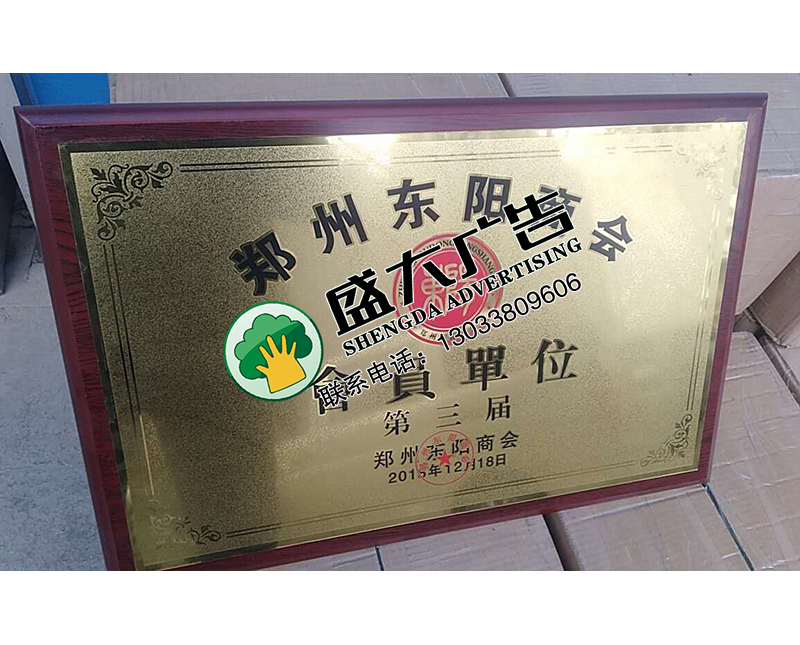 郑州东阳商会
盛大广告
SHENGDA ADVERTISING
联系电话: 13033809606
會員單位
第三届
郑州东阳商会
年12月18日